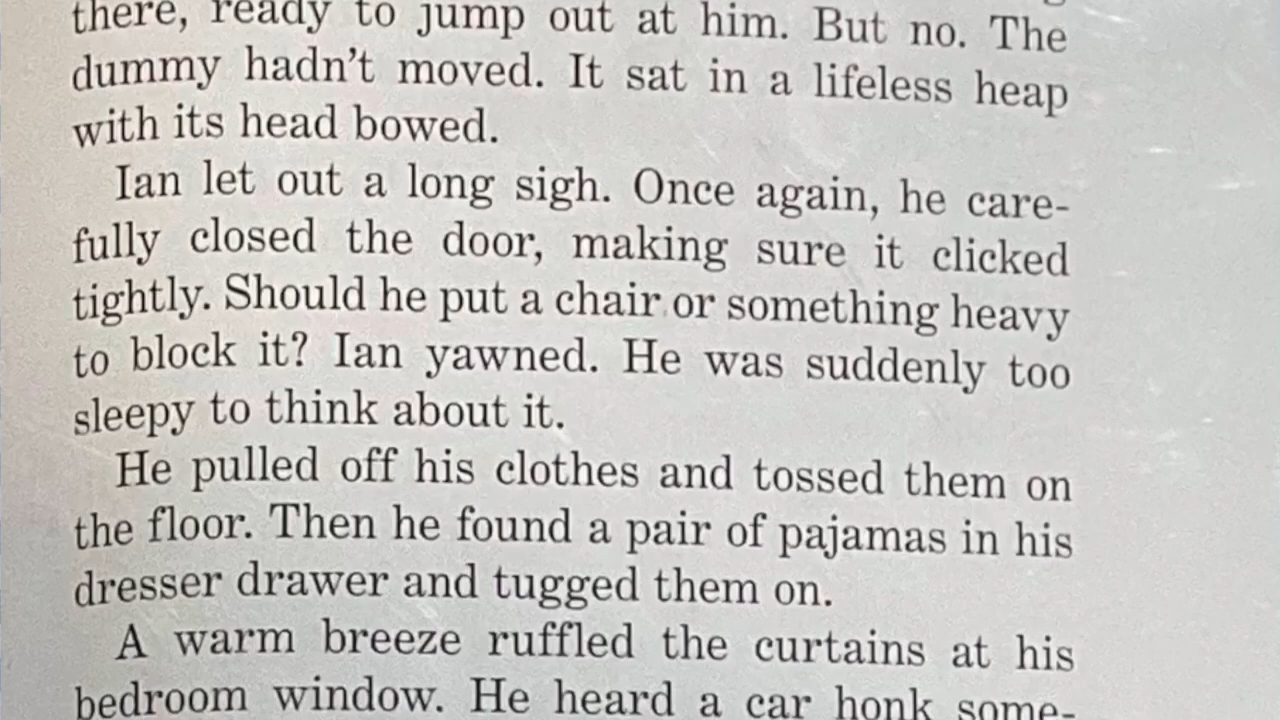 there, ready to jump out at him. But no. The
dummy hadn't moved. It sat in a lifeless heap
with its head bowed.
Ian let out a long sigh. Once again, he care-
fully closed the door, making sure it clicked
tightly. Should he put a chair or something heavy
to block it? Ian yawned. He was suddenly too
sleepy to think about it.
He pulled off his clothes and tossed them on
the floor. Then he found a pair of pajamas in his
dresser drawer and tugged them on.
A warm breeze ruffled the curtains at his
bedroom window. He heard a car honk some-